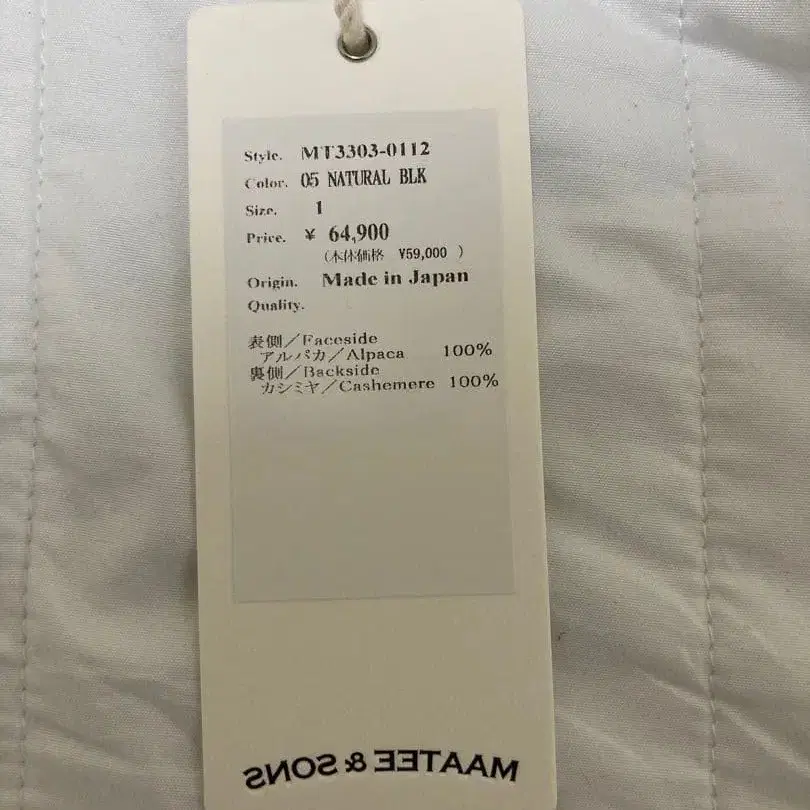 Style. MT3303-0112
Color. 05 NATURAL BLK
Size. 1
Price. ¥ 64,900
(本体価格 ¥59,000 )
Origin. Made in Japan
Quality.
表側／Faceside
アルパカ／Alpaca 100%
裏側／Backside
カシミヤ／Cashemere 100%
MAATEE & SONS